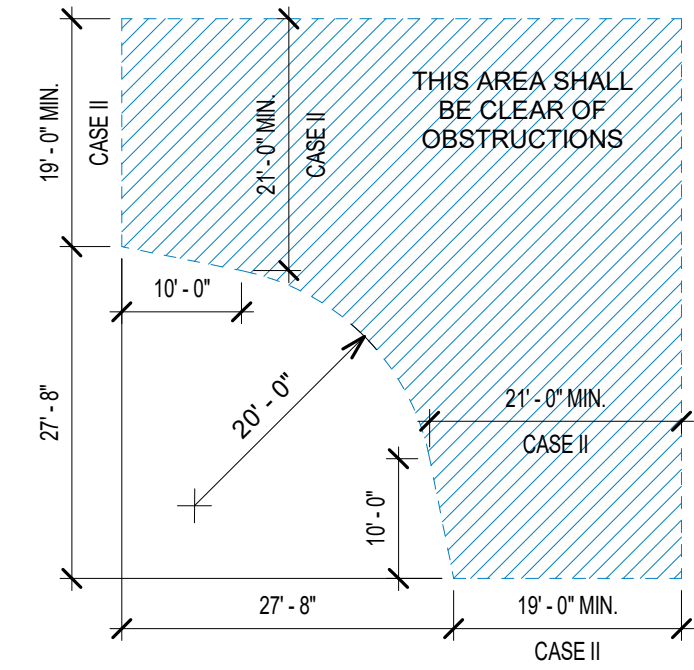 THIS AREA SHALL
BE CLEAR OF
OBSTRUCTIONS
19' - 0" MIN.
CASE II
21' - 0" MIN.
CASE II
10' - 0"
27' - 8"
20' - 0"
21' - 0" MIN.
CASE II
10' - 0"
27' - 8"
19' - 0" MIN.
CASE II